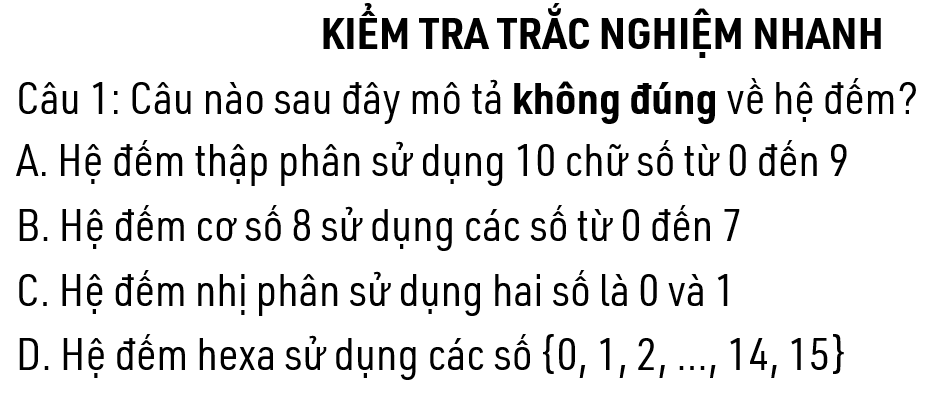 KIỂM TRA TRẮC NGHIỆM NHANH
Câu 1: Câu nào sau đây mô tả không đúng về hệ đếm?
A. Hệ đếm thập phân sử dụng 10 chữ số từ 0 đến 9
B. Hệ đếm cơ số 8 sử dụng các số từ 0 đến 7
C. Hệ đếm nhị phân sử dụng hai số là 0 và 1
D. Hệ đếm hexa sử dụng các số {0, 1, 2, ..., 14, 15}